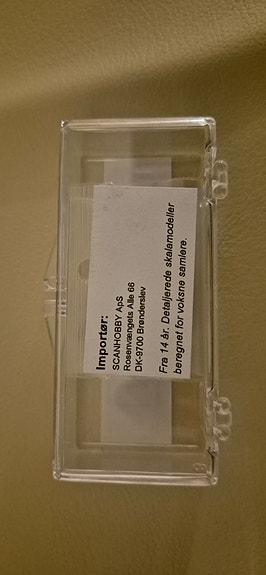 Importør:
SCANHOBBY ApS
Rosenvængets Alle 66
DK-9700 Brønderslev
Fra 14 år. Detaljerede skalamodeller
beregnet for voksne samlere.